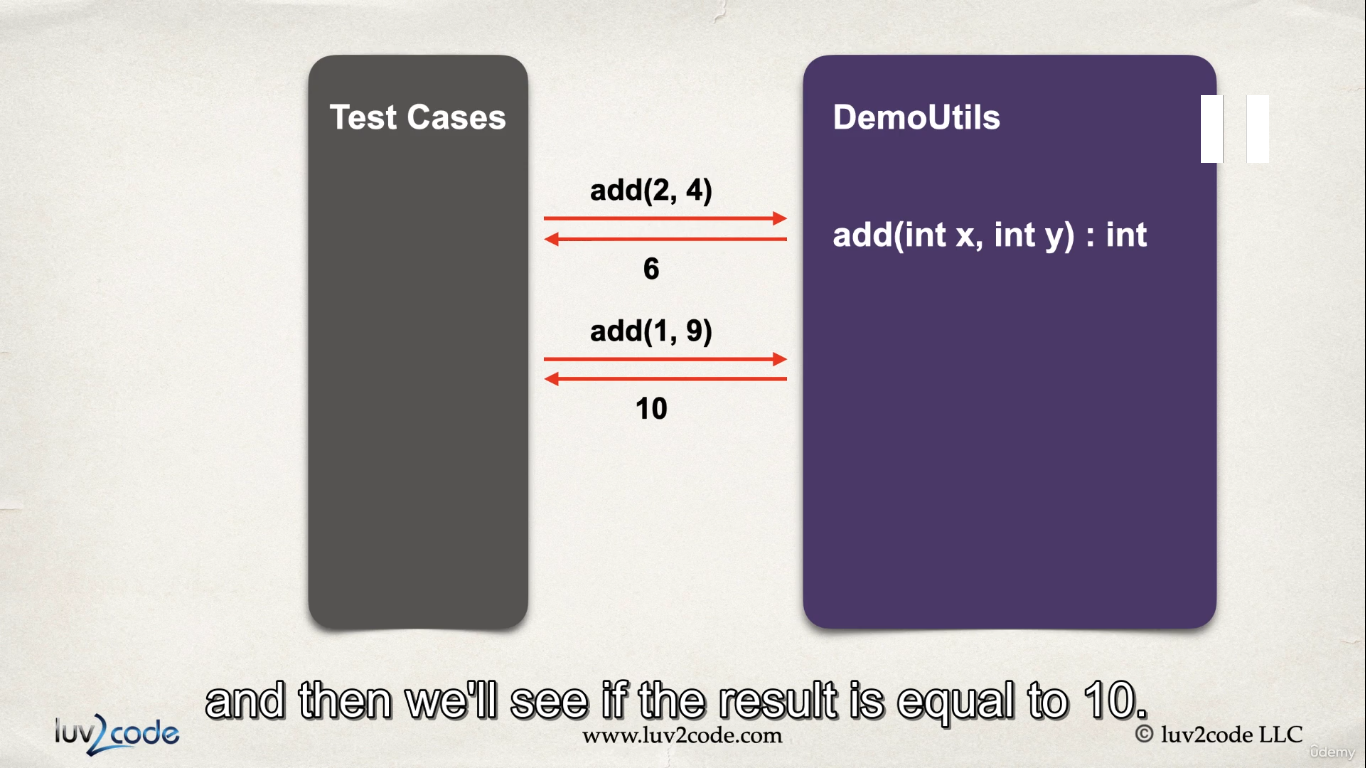 Test Cases
DemoUtils
add(2, 4)
6
add(int x, int y) : int
add(1, 9)
10
and then we'll see if the result is equal to 10.
luv2code
www.luv2code.com
© luv2code LLC
ûdemy